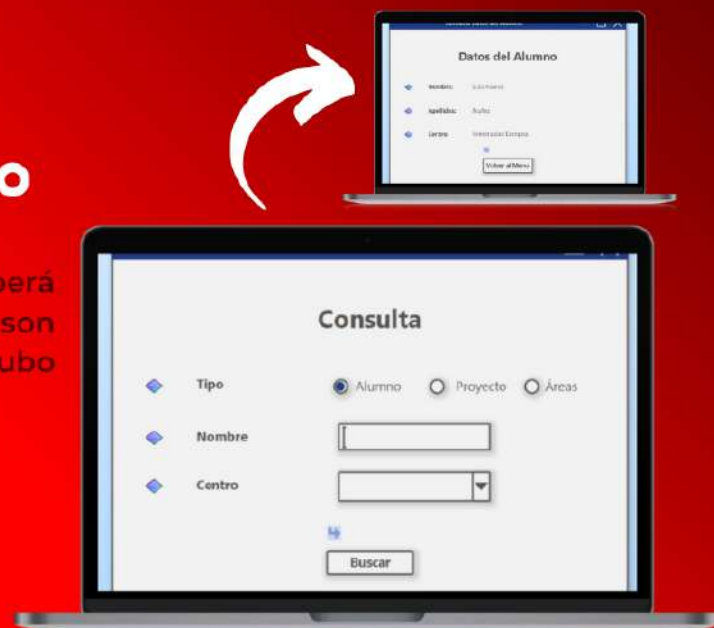 Datos del Alumno
Nombre:
Apellidos:
Centro
Volver al Menu
o
berá
son
ubo
Consulta
Tipo
Alumno Proyecto Áreas
Nombre
Centro
Buscar